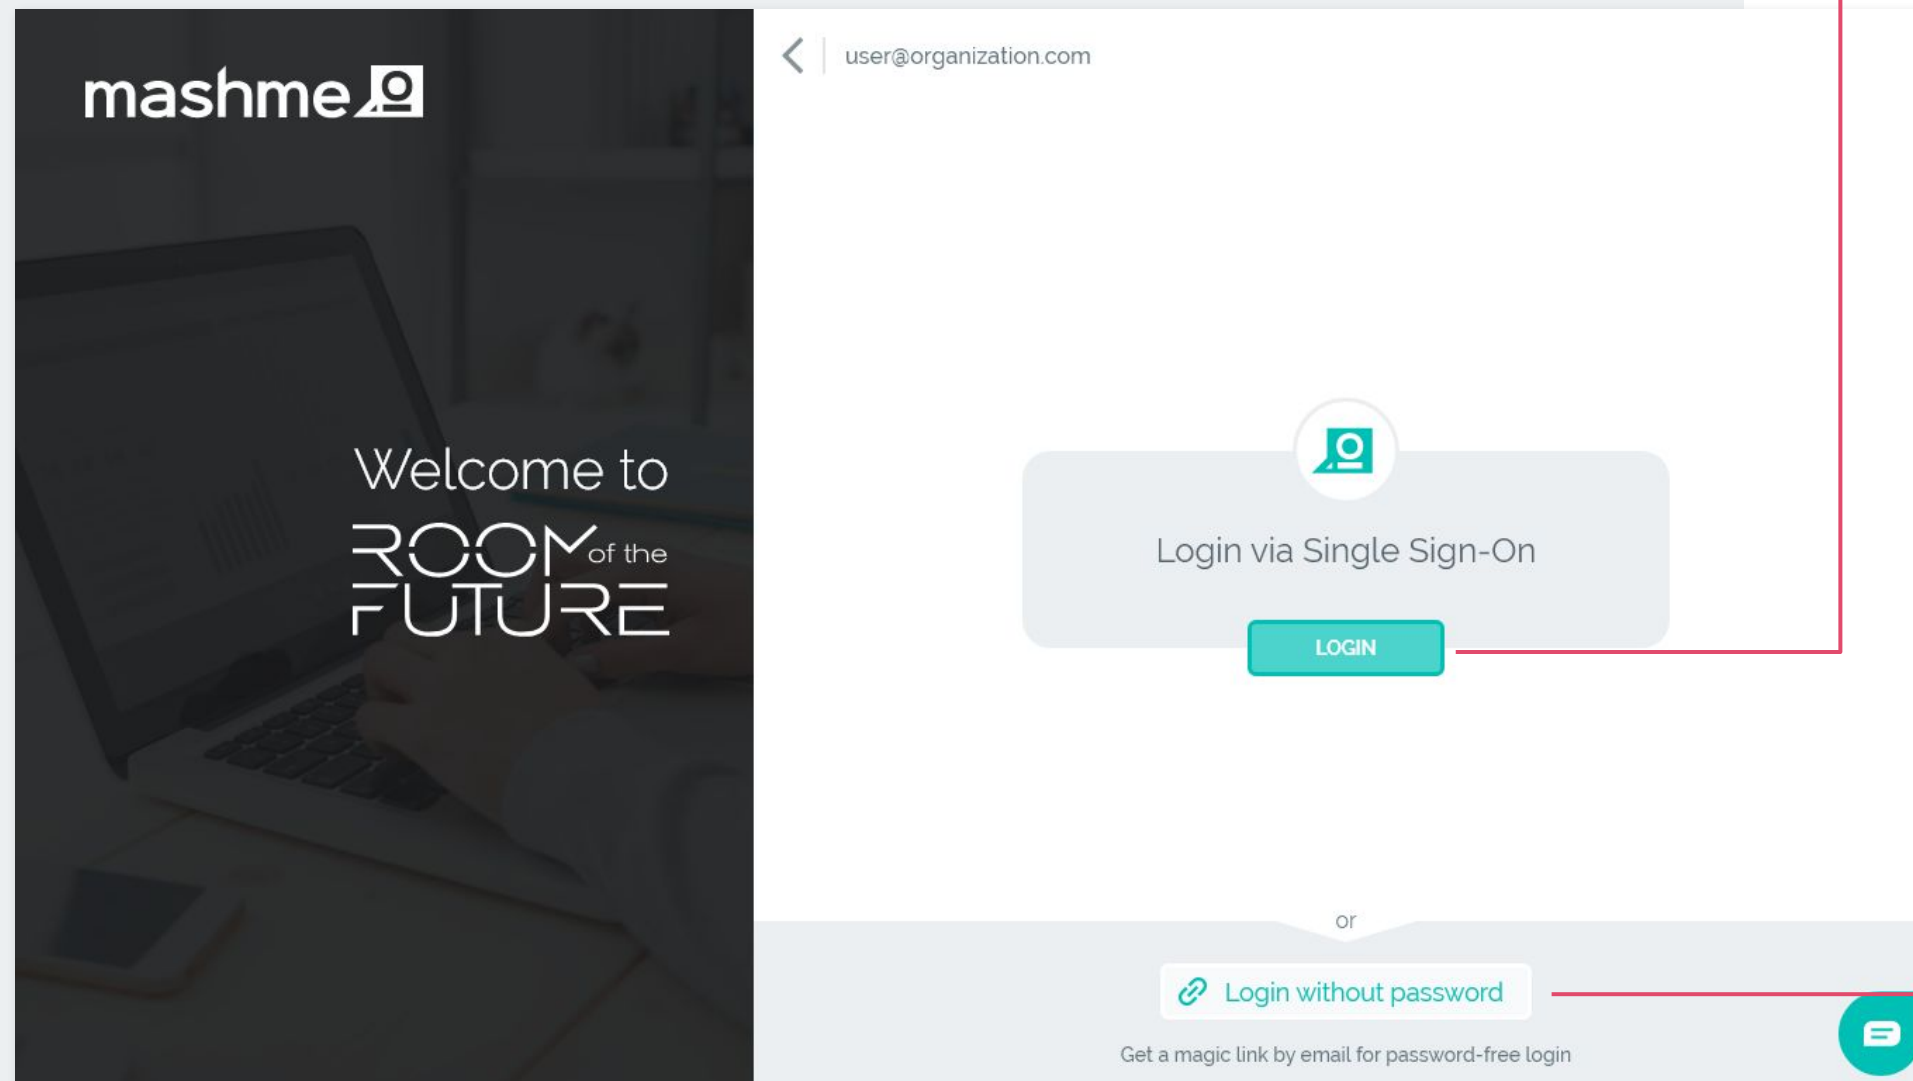 mashme
Welcome to
ROOM of the
FUTURE
user@organization.com
Login via Single Sign-On
LOGIN
or
Login without password
Get a magic link by email for password-free login